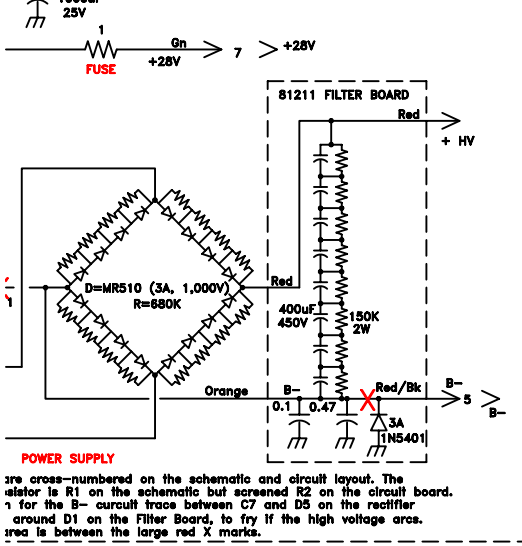 25V
1
Gn
7
+28V
+28V
FUSE
81211 FILTER BOARD
Red
+ HV
D=MR510 (3A, 1,000V)
R=680K
Red
400uF
450V
150K
2W
Orange
B-
Red/Bk
B-
5
B-
0.1
0.47
3A
1N5401
POWER SUPPLY
are cross-numbered on the schematic and circuit layout. The
is R1 on the schematic but screened R2 on the circuit board.
for the B- curcuit trace between C7 and D5 on the rectifier
around D1 on the Filter Board, to fry if the high voltage arcs.
area is between the large red X marks.